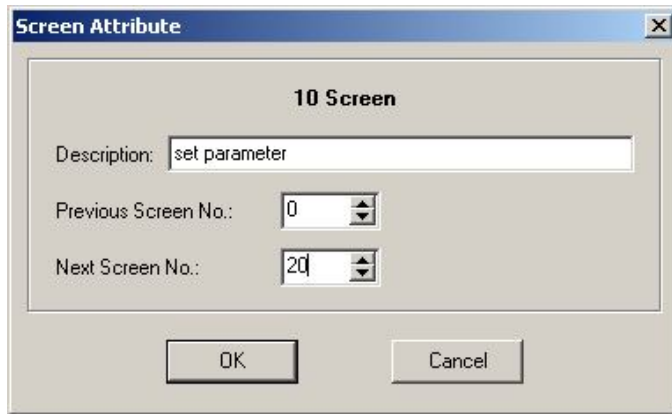 Screen Attribute
10 Screen
Description: set parameter
Previous Screen No.: 0
Next Screen No.: 20
OK Cancel